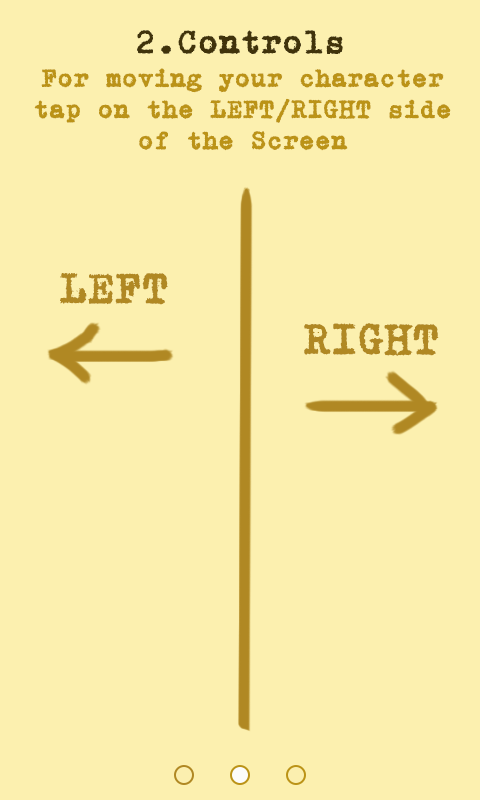 2.Controls
For moving your character
tap on the LEFT/RIGHT side
of the Screen
LEFT
RIGHT